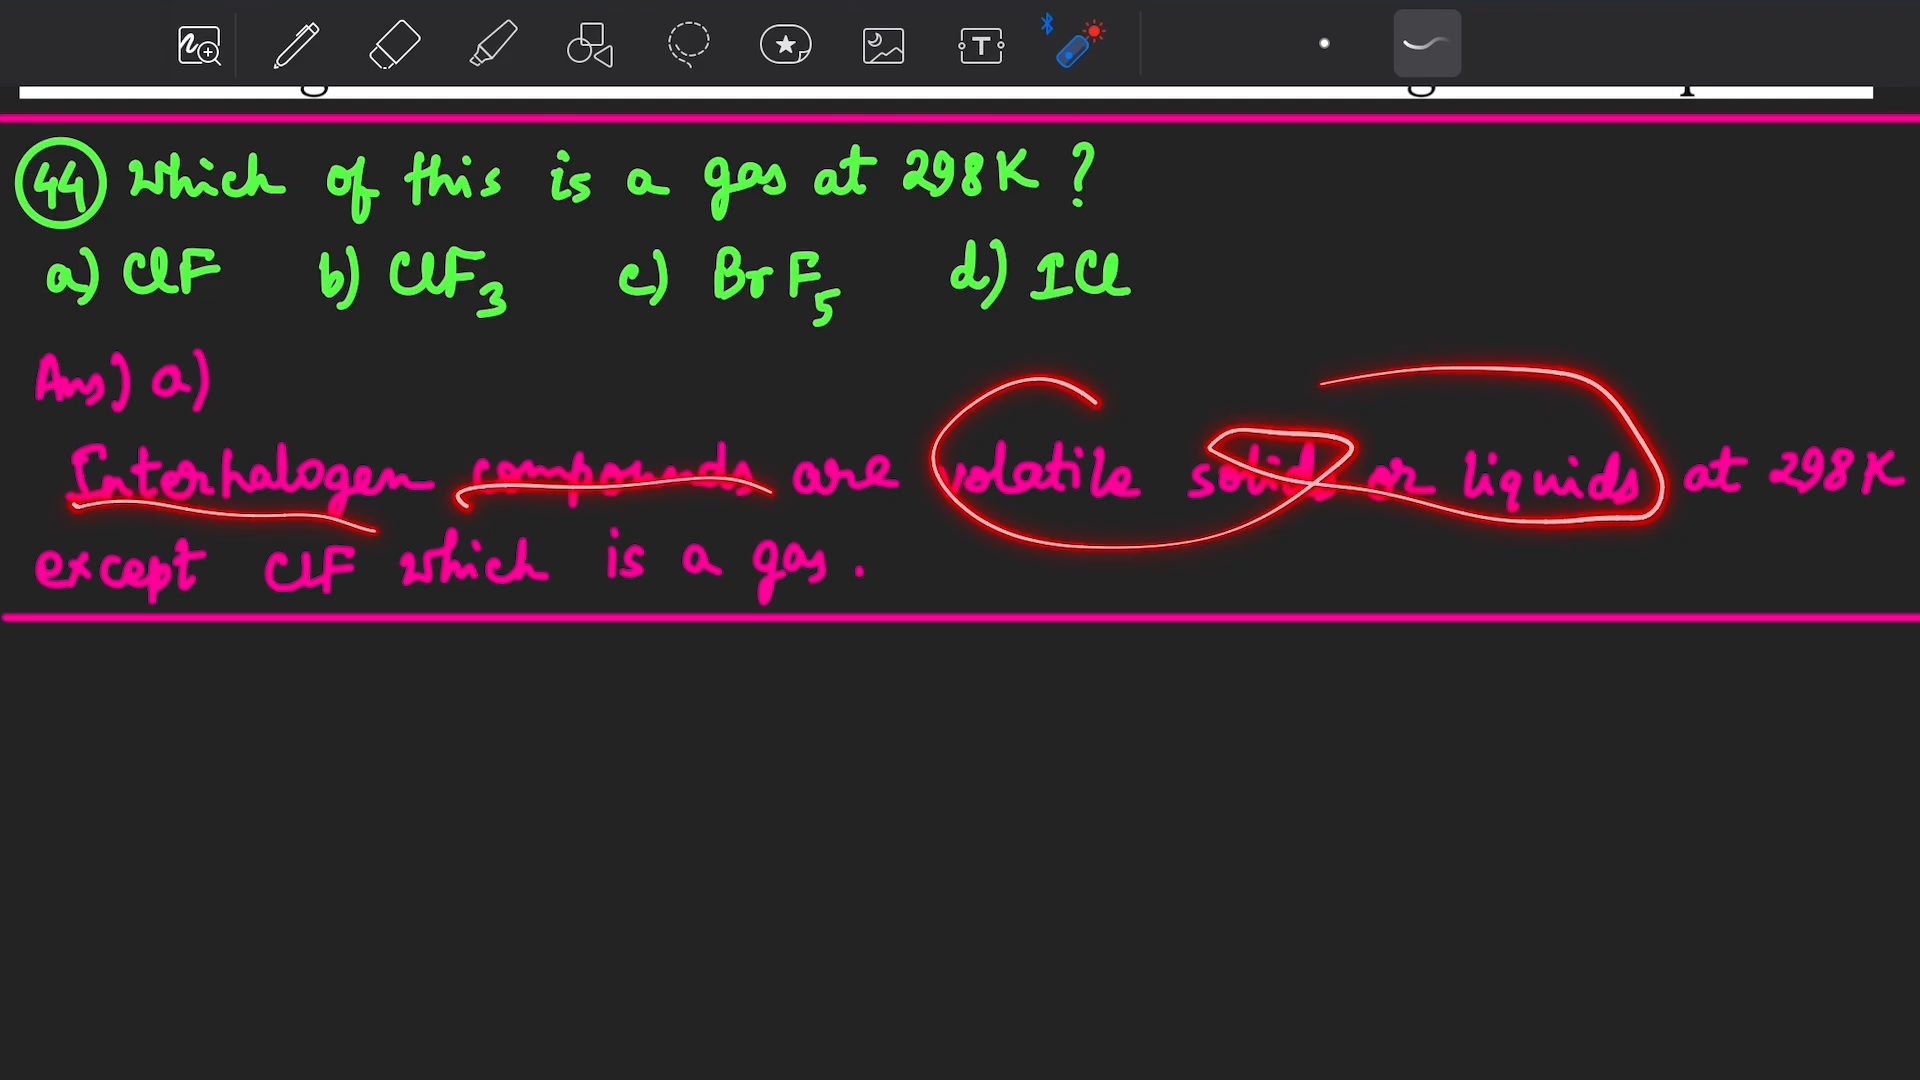 44 Which of this is a gas at 298K ?
a) ClF b) ClF3 c) BrF5 d) ICl
Ans) a)
Interhalogen compounds are volatile solids or liquids at 298K
except ClF which is a gas.